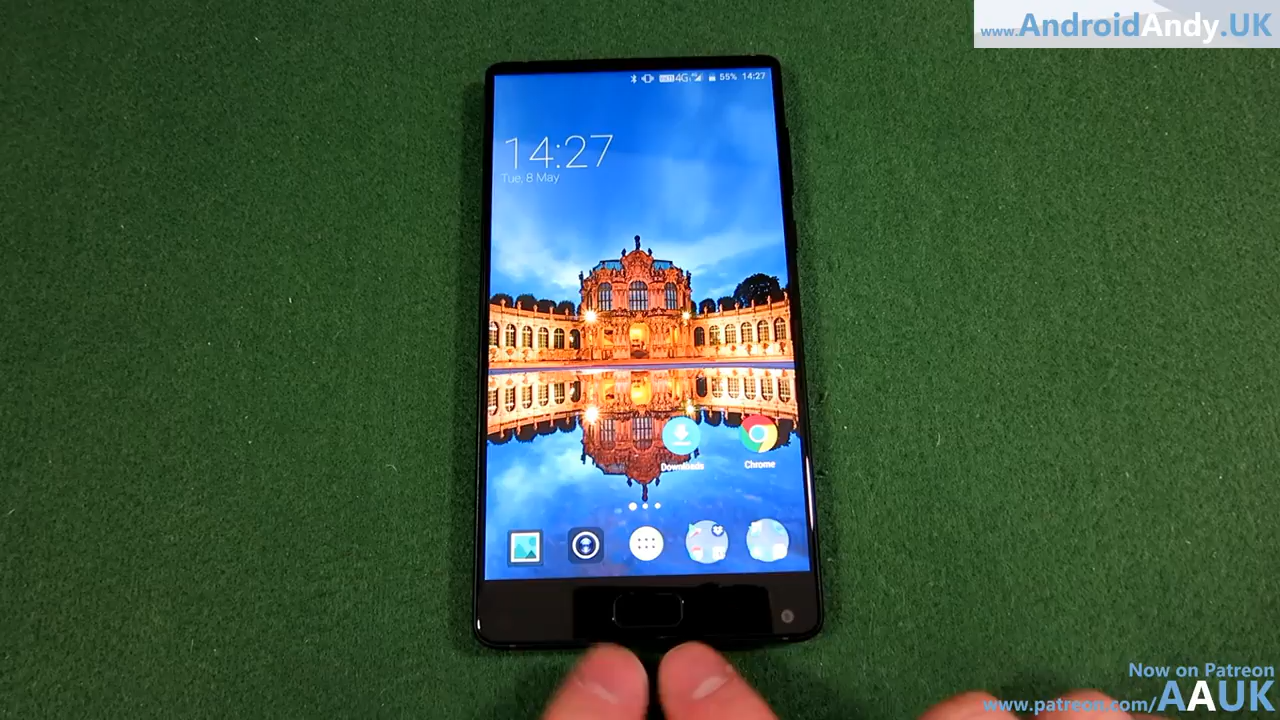 www.AndroidAndy.UK
4G 55% 14:27
14:27
Tue, 8 May
Downloads
Chrome
Now on Patreon
www.patreon.com/AAUK